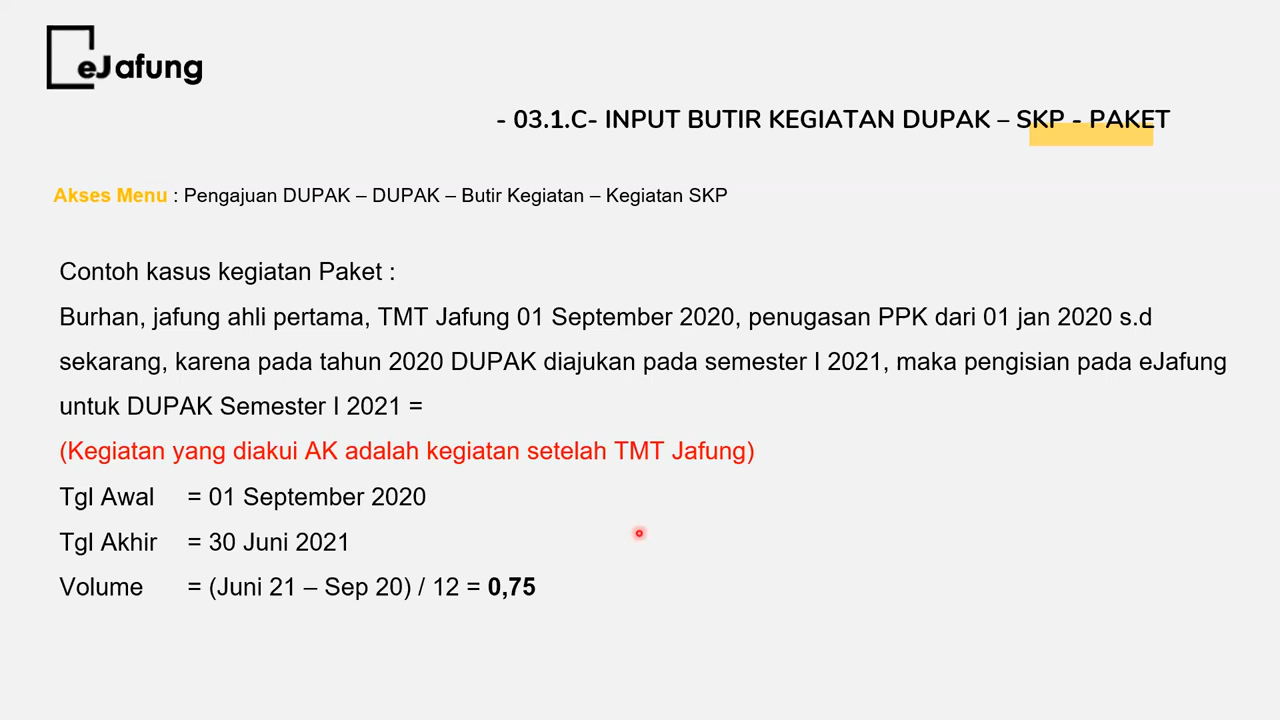 eJafung
- 03.1.C- INPUT BUTIR KEGIATAN DUPAK – SKP - PAKET
Akses Menu : Pengajuan DUPAK – DUPAK – Butir Kegiatan – Kegiatan SKP
Contoh kasus kegiatan Paket :
Burhan, jafung ahli pertama, TMT Jafung 01 September 2020, penugasan PPK dari 01 jan 2020 s.d
sekarang, karena pada tahun 2020 DUPAK diajukan pada semester I 2021, maka pengisian pada eJafung
untuk DUPAK Semester I 2021 =
(Kegiatan yang diakui AK adalah kegiatan setelah TMT Jafung)
Tgl Awal = 01 September 2020
Tgl Akhir = 30 Juni 2021
Volume = (Juni 21 – Sep 20) / 12 = 0,75